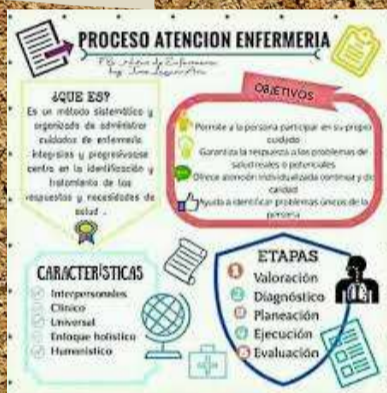 PROCESO ATENCION ENFERMERIA
¿QUE ES?
Es un método sistemático y
organizado de administrar
cuidados de enfermería
integrales y progresivos se
centra en la identificación y
tratamiento de las
respuestas y necesidades de
salud .
OBJETIVOS
Permite a la persona participar en su propio
cuidado
Garantiza la respuesta a los problemas de
salud reales o potenciales
Ofrece atención individualizada continua y de
calidad
Ayuda a identificar problemas únicos de la
persona
CARACTERÍSTICAS
Interpersonales
Clínico
Universal
Enfoque holístico
Humanístico
ETAPAS
Valoración
Diagnóstico
Planeación
Ejecución
Evaluación